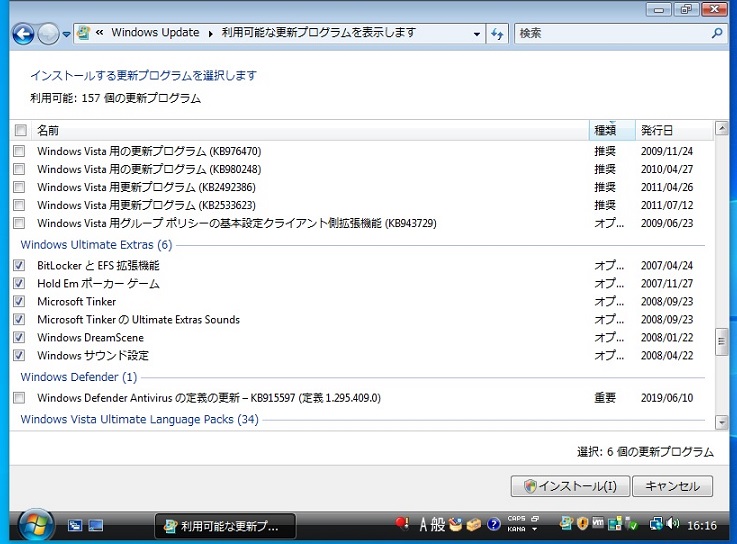 « Windows Update ▸ 利用可能な更新プログラムを表示します 検索
インストールする更新プログラムを選択します
利用可能: 157 個の更新プログラム
名前 種類 発行日
Windows Vista 用の更新プログラム (KB976470) 推奨 2009/11/24
Windows Vista 用の更新プログラム (KB980248) 推奨 2010/04/27
Windows Vista 用更新プログラム (KB2492386) 推奨 2011/04/26
Windows Vista 用更新プログラム (KB2533623) 推奨 2011/07/12
Windows Vista 用グループ ポリシーの基本設定クライアント側拡張機能 (KB943729) オプ... 2009/06/23
Windows Ultimate Extras (6)
BitLocker と EFS 拡張機能 オプ... 2007/04/24
Hold Em ポーカー ゲーム オプ... 2007/11/27
Microsoft Tinker オプ... 2008/09/23
Microsoft Tinker の Ultimate Extras Sounds オプ... 2008/09/23
Windows DreamScene オプ... 2008/01/22
Windows サウンド設定 オプ... 2008/04/22
Windows Defender (1)
Windows Defender Antivirus の定義の更新 – KB915597 (定義 1.295.409.0) 重要 2019/06/10
Windows Vista Ultimate Language Packs (34)
選択: 6 個の更新プログラム
インストール(I) キャンセル
利用可能な更新プ... A 般 CAPS KANA 16:16